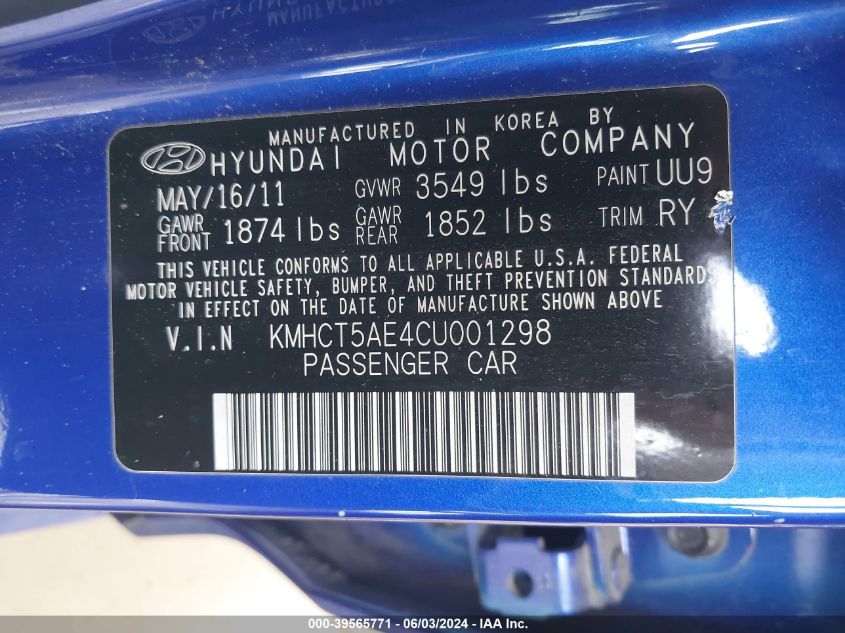 MANUFACTURED IN KOREA BY
HYUNDAI MOTOR COMPANY
MAY/16/11 GVWR 3549 lbs PAINT UU9
GAWR FRONT 1874 lbs GAWR REAR 1852 lbs TRIM RY
THIS VEHICLE CONFORMS TO ALL APPLICABLE U.S.A. FEDERAL
MOTOR VEHICLE SAFETY, BUMPER, AND THEFT PREVENTION STANDARDS
IN EFFECT ON THE DATE OF MANUFACTURE SHOWN ABOVE
V.I.N KMHCT5AE4CU001298
PASSENGER CAR
000-39565771 - 06/03/2024 - IAA Inc.